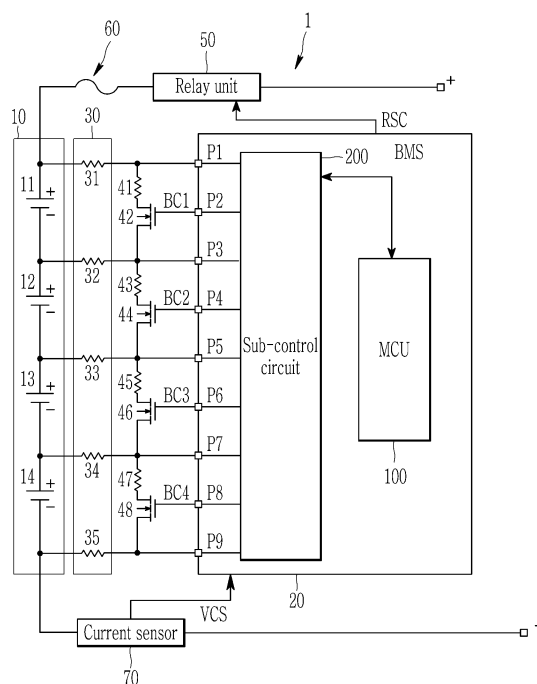 1
60
50
Relay unit
+
RSC
10
30
BMS
200
P1
31
11
+
-
41
42
BC1
P2
P3
32
12
+
-
43
44
BC2
P4
Sub-control
circuit
MCU
P5
33
13
+
-
45
46
BC3
P6
P7
34
14
+
-
47
48
BC4
P8
100
35
P9
VCS
20
Current sensor
-
70